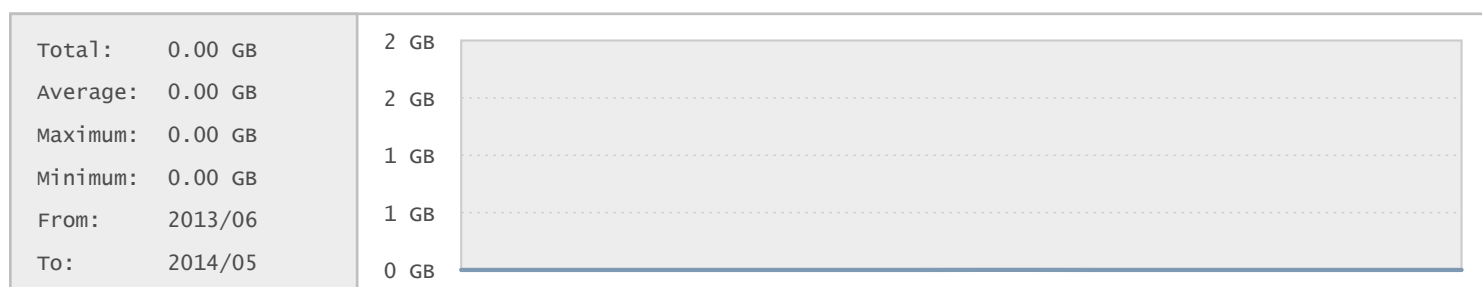 Total: 0.00 GB
Average: 0.00 GB
Maximum: 0.00 GB
Minimum: 0.00 GB
From: 2013/06
To: 2014/05
2 GB
2 GB
1 GB
1 GB
0 GB